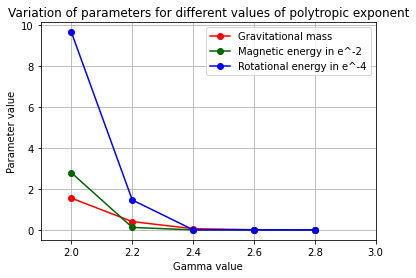 Variation of parameters for different values of polytropic exponent
Gravitational mass
Magnetic energy in e^-2
Rotational energy in e^-4
Parameter value
10
8
6
4
2
0
2.0 2.2 2.4 2.6 2.8 3.0
Gamma value